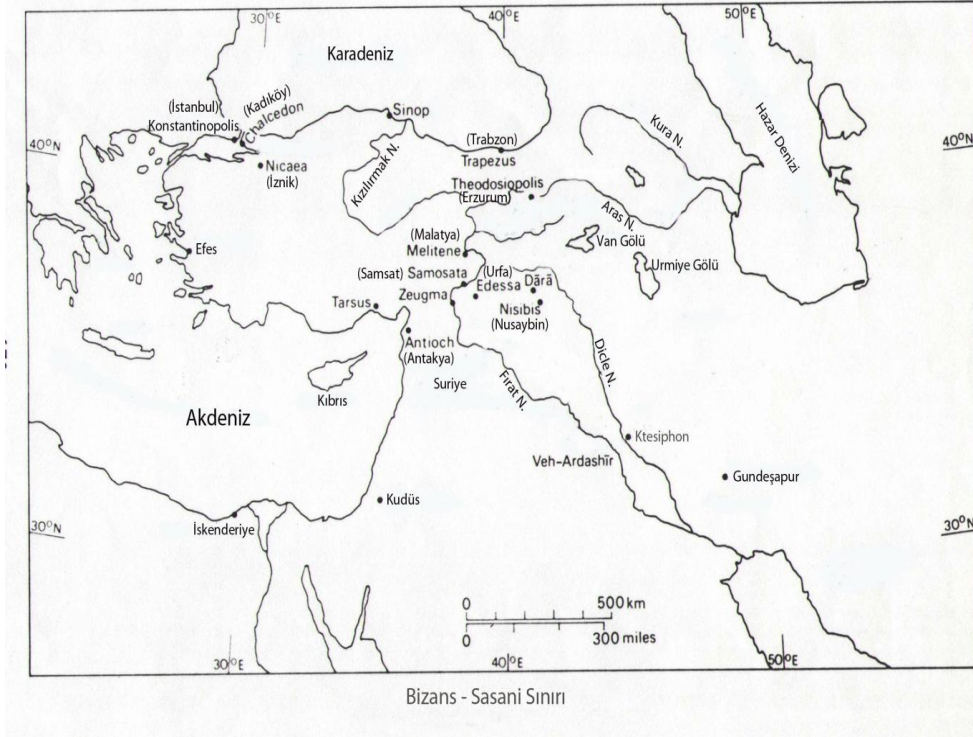 30°E
40°E
50°E
Karadeniz
(İstanbul)
Konstantinopolis
(Kadıköy)
Chalcedon
Sinop
Kura N.
Hazar Denizi
40°N
40°N
Nicaea
(İznik)
Kızılırmak N.
(Trabzon)
Trapezus
Theodosiopolis
(Erzurum)
Aras N.
Efes
(Malatya)
Melitene
Van Gölü
Urmiye Gölü
(Samsat) Samosata
(Urfa)
Edessa
Dārā
Tarsus
Zeugma
Nisibis
(Nusaybin)
Antioch
(Antakya)
Suriye
Kıbrıs
Fırat N.
Dicle N.
Akdeniz
Ktesiphon
Veh-Ardashīr
Gundeşapur
Kudüs
İskenderiye
30°N
30°N
0 500 km
0 300 miles
30°E
40°E
50°E
Bizans - Sasani Sınırı